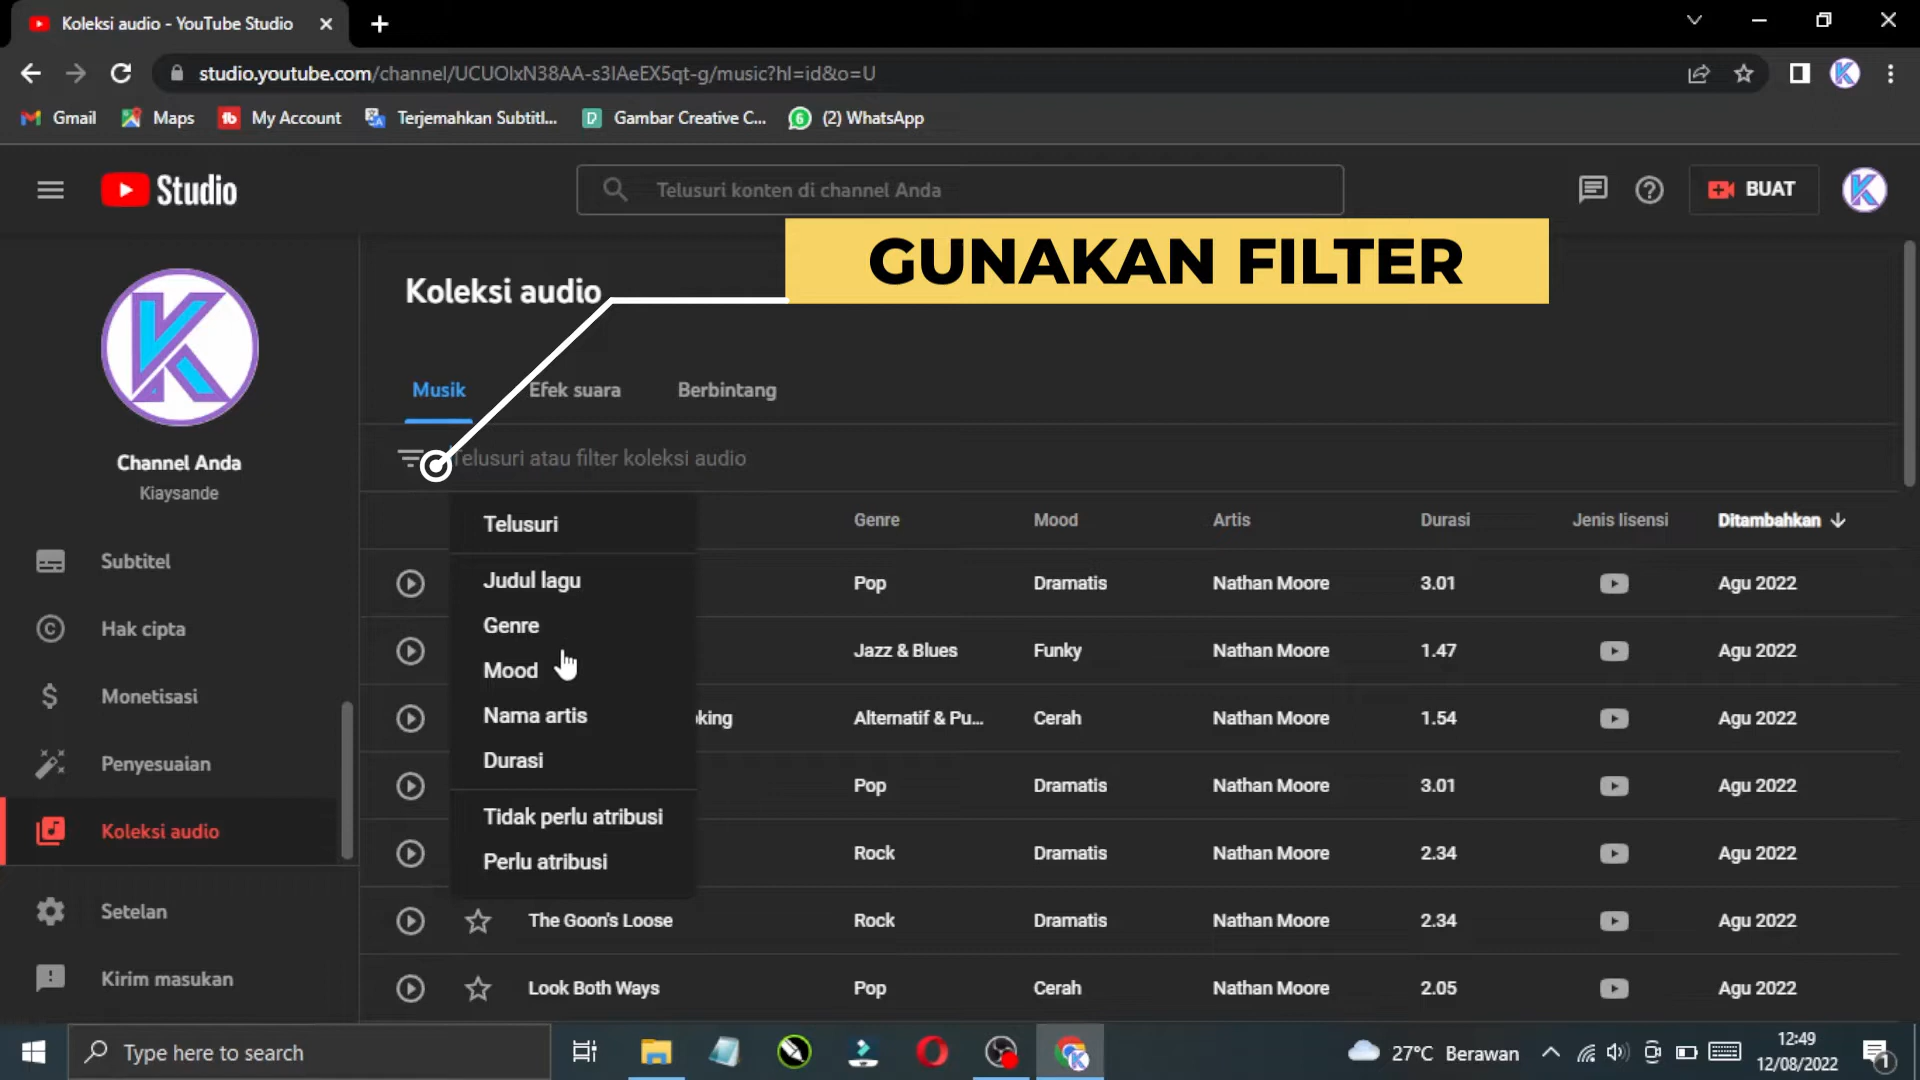 Koleksi audio - YouTube Studio
studio.youtube.com/channel/UCUOlxN38AA-s3IAeEX5qt-g/music?hl=id&o=U
Gmail
Maps
My Account
Terjemahkan Subtitl...
Gambar Creative C...
(2) WhatsApp
Studio
Telusuri konten di channel Anda
BUAT
GUNAKAN FILTER
Koleksi audio
Musik
Efek suara
Berbintang
Telusuri atau filter koleksi audio
Channel Anda
Kiaysande
Subtitel
Hak cipta
Monetisasi
Penyesuaian
Koleksi audio
Setelan
Kirim masukan
Telusuri
Judul lagu
Genre
Mood
Nama artis
Durasi
Tidak perlu atribusi
Perlu atribusi
Genre Mood Artis Durasi Jenis lisensi Ditambahkan
Pop Dramatis Nathan Moore 3.01 Agu 2022
Jazz & Blues Funky Nathan Moore 1.47 Agu 2022
king Alternatif & Pu... Cerah Nathan Moore 1.54 Agu 2022
Pop Dramatis Nathan Moore 3.01 Agu 2022
Rock Dramatis Nathan Moore 2.34 Agu 2022
The Goon's Loose Rock Dramatis Nathan Moore 2.34 Agu 2022
Look Both Ways Pop Cerah Nathan Moore 2.05 Agu 2022
Type here to search
27°C Berawan
12:49
12/08/2022
1